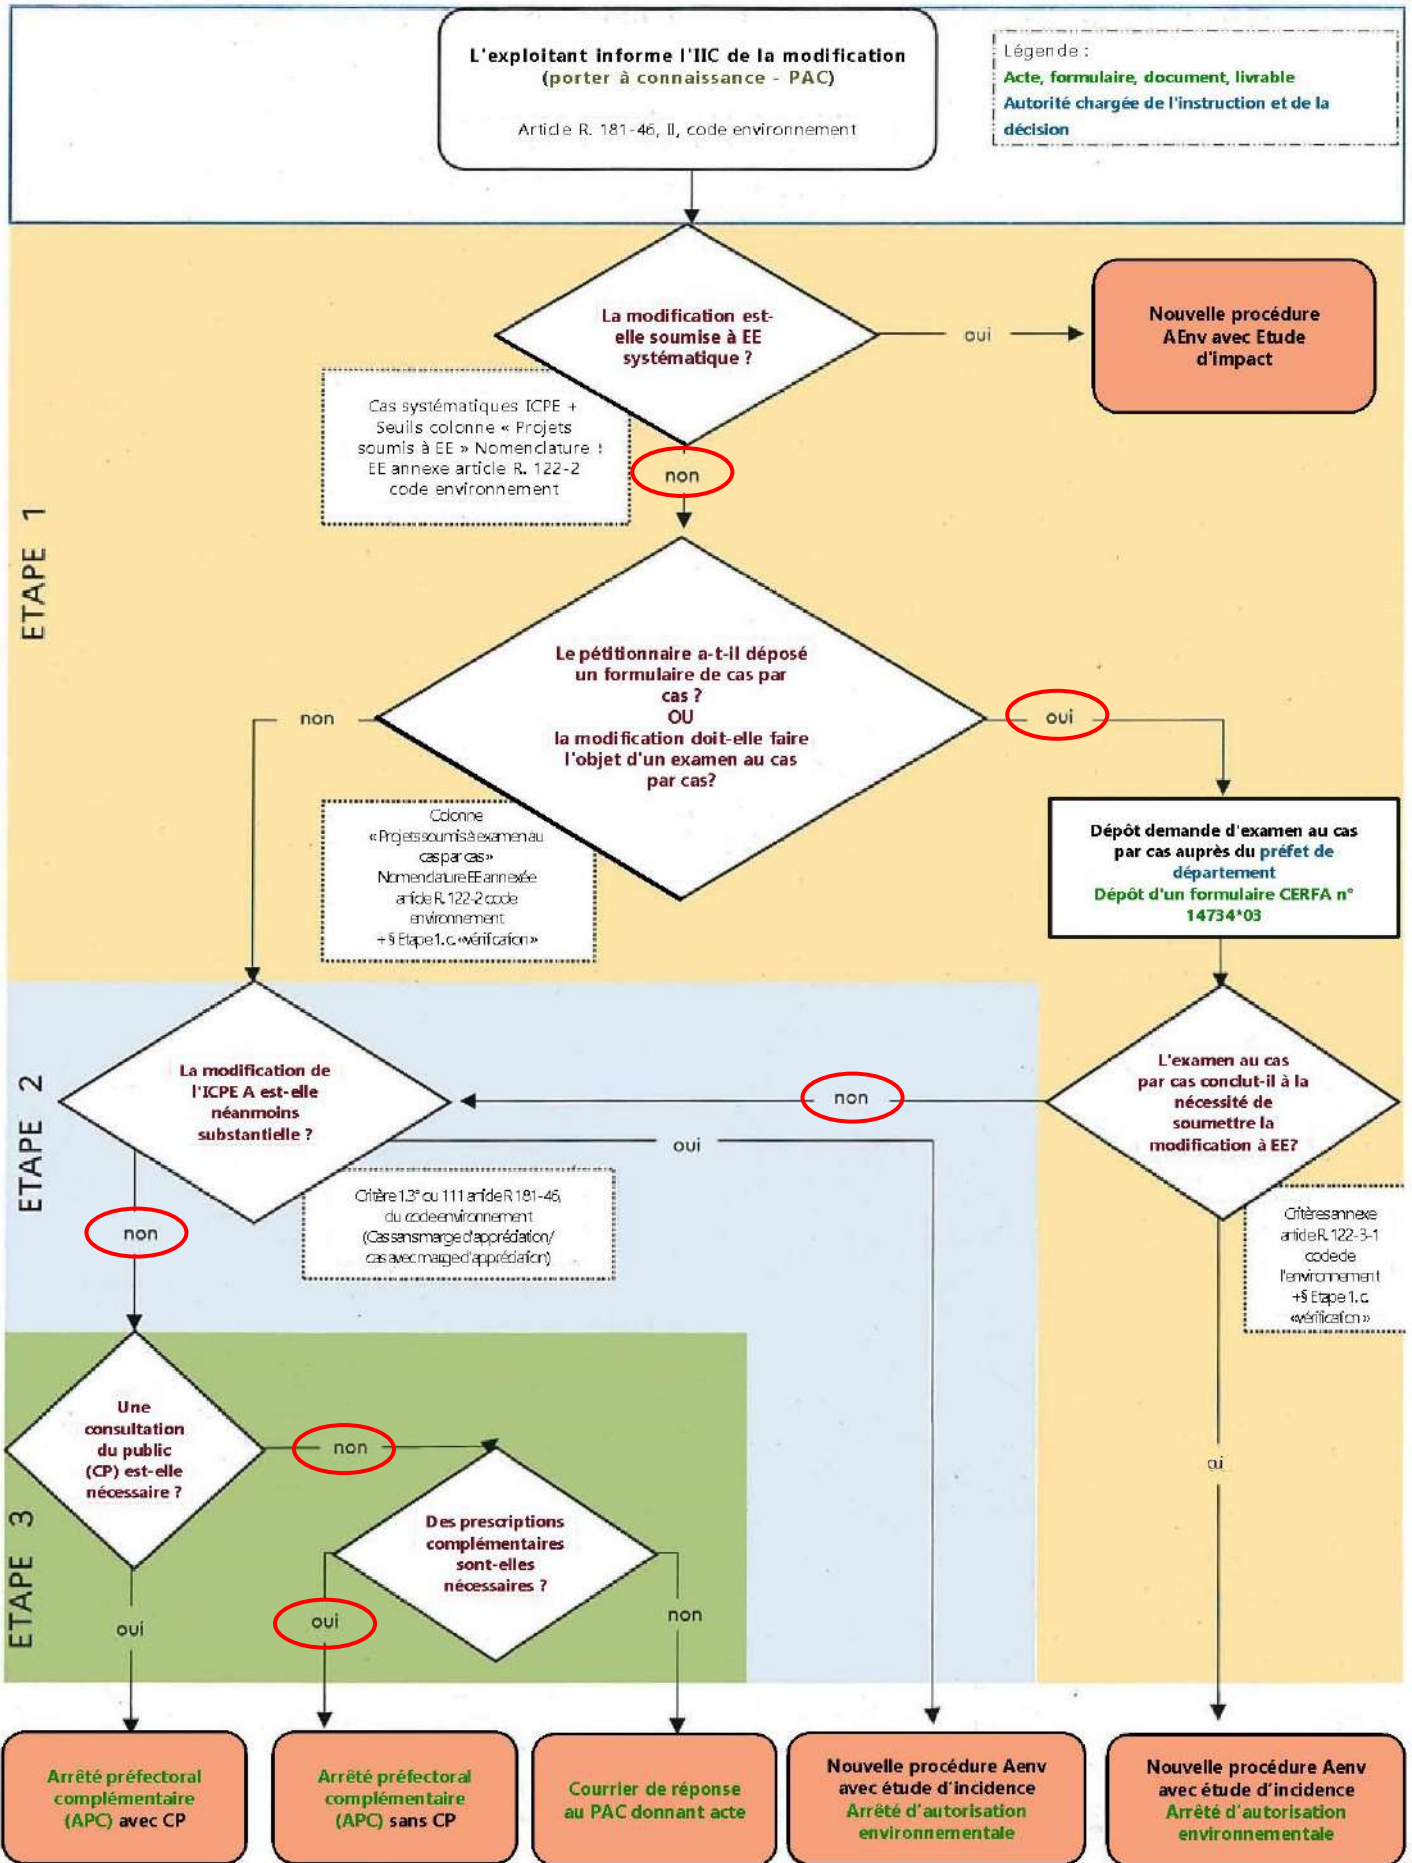 L'exploitant informe l'IIC de la modification
(porter à connaissance - PAC)
Article R. 181-46, II, code environnement
Légende :
Acte, formulaire, document, livrable
Autorité chargée de l'instruction et de la
décision
ETAPE 1
La modification est-
elle soumise à EE
systématique ?
oui
Nouvelle procédure
AEnv avec Etude
d'impact
Cas systématiques ICPE +
Seuils colonne « Projets
soumis à EE » Nomenclature :
EE annexe article R. 122-2
code environnement
non
Le pétitionnaire a-t-il déposé
un formulaire de cas par
cas ?
OU
la modification doit-elle faire
l'objet d'un examen au cas
par cas?
non
oui
Colonne
« Projets soumis à examen au
cas par cas »
Nomenclature EE annexée
article R. 122-2 code
environnement
+ § Etape 1. c. «vérification »
Dépôt demande d'examen au cas
par cas auprès du préfet de
département
Dépôt d'un formulaire CERFA n°
14734*03
ETAPE 2
La modification de
l'ICPE A est-elle
néanmoins
substantielle ?
non
L'examen au cas
par cas conclut-il à la
nécessité de
soumettre la
modification à EE?
oui
non
Critère 1.3° ou 111 article R 181-46,
du code environnement
(Cas sans marge d'appréciation/
cas avec marge d'appréciation)
Critères annexe
article R. 122-3-1
code de
l'environnement
+§ Etape 1. c.
«vérification »
ETAPE 3
Une
consultation
du public
(CP) est-elle
nécessaire ?
non
oui
Des prescriptions
complémentaires
sont-elles
nécessaires ?
oui
oui
non
Arrêté préfectoral
complémentaire
(APC) avec CP
Arrêté préfectoral
complémentaire
(APC) sans CP
Courrier de réponse
au PAC donnant acte
Nouvelle procédure Aenv
avec étude d'incidence
Arrêté d'autorisation
environnementale
Nouvelle procédure Aenv
avec étude d'incidence
Arrêté d'autorisation
environnementale